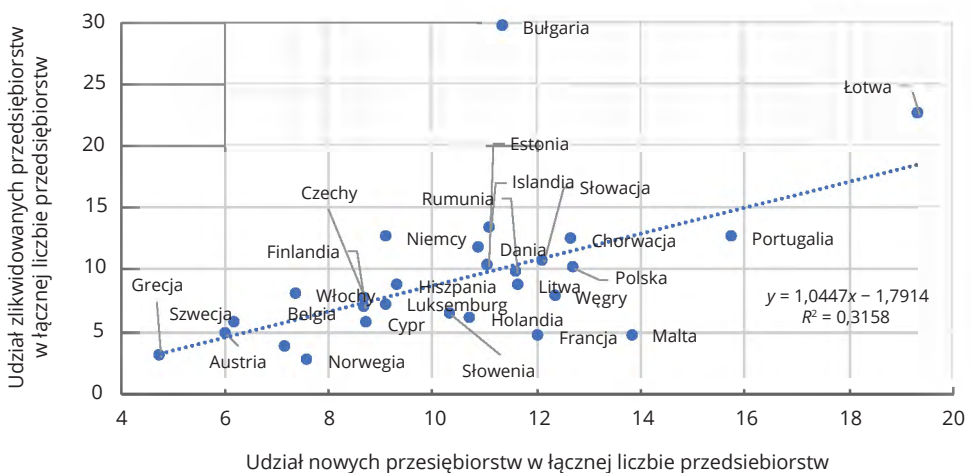 Udział zlikwidowanych przedsiębiorstw
w łącznej liczbie przedsiębiorstw
30
25
20
15
10
5
0
Bułgaria
Łotwa
Estonia
Czechy
Islandia
Słowacja
Rumunia
Finlandia
Niemcy
Dania
Chorwacja
Portugalia
Grecja
Włochy
Hiszpania
Litwa
Polska
Szwecja
Belgia
Luksemburg
Węgry
y = 1,0447x − 1,7914
R² = 0,3158
Cypr
Holandia
Francja
Malta
Austria
Norwegia
Słowenia
4 6 8 10 12 14 16 18 20
Udział nowych przesiębiorstw w łącznej liczbie przedsiebiorstw